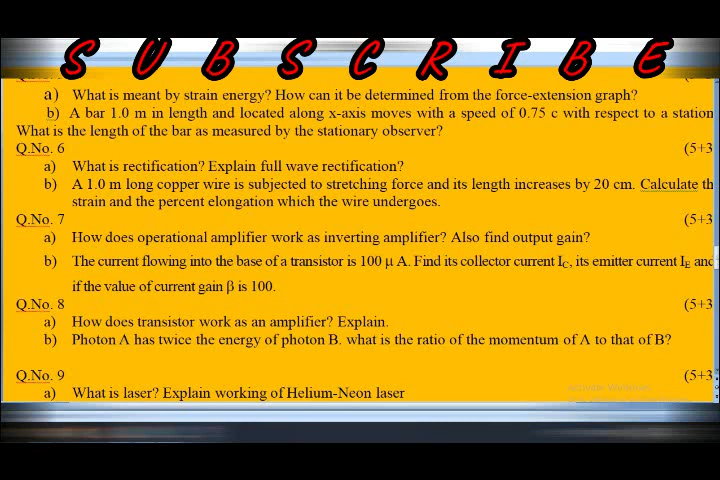 SUBSCRIBE
a) What is meant by strain energy? How can it be determined from the force-extension graph?
b) A bar 1.0 m in length and located along x-axis moves with a speed of 0.75 c with respect to a station
What is the length of the bar as measured by the stationary observer?
Q.No. 6 (5+3
a) What is rectification? Explain full wave rectification?
b) A 1.0 m long copper wire is subjected to stretching force and its length increases by 20 cm. Calculate th
strain and the percent elongation which the wire undergoes.
Q.No. 7 (5+3
a) How does operational amplifier work as inverting amplifier? Also find output gain?
b) The current flowing into the base of a transistor is 100 μ A. Find its collector current IC, its emitter current IE and
if the value of current gain β is 100.
Q.No. 8 (5+3
a) How does transistor work as an amplifier? Explain.
b) Photon A has twice the energy of photon B. what is the ratio of the momentum of A to that of B?
Q.No. 9 (5+3
a) What is laser? Explain working of Helium-Neon laser